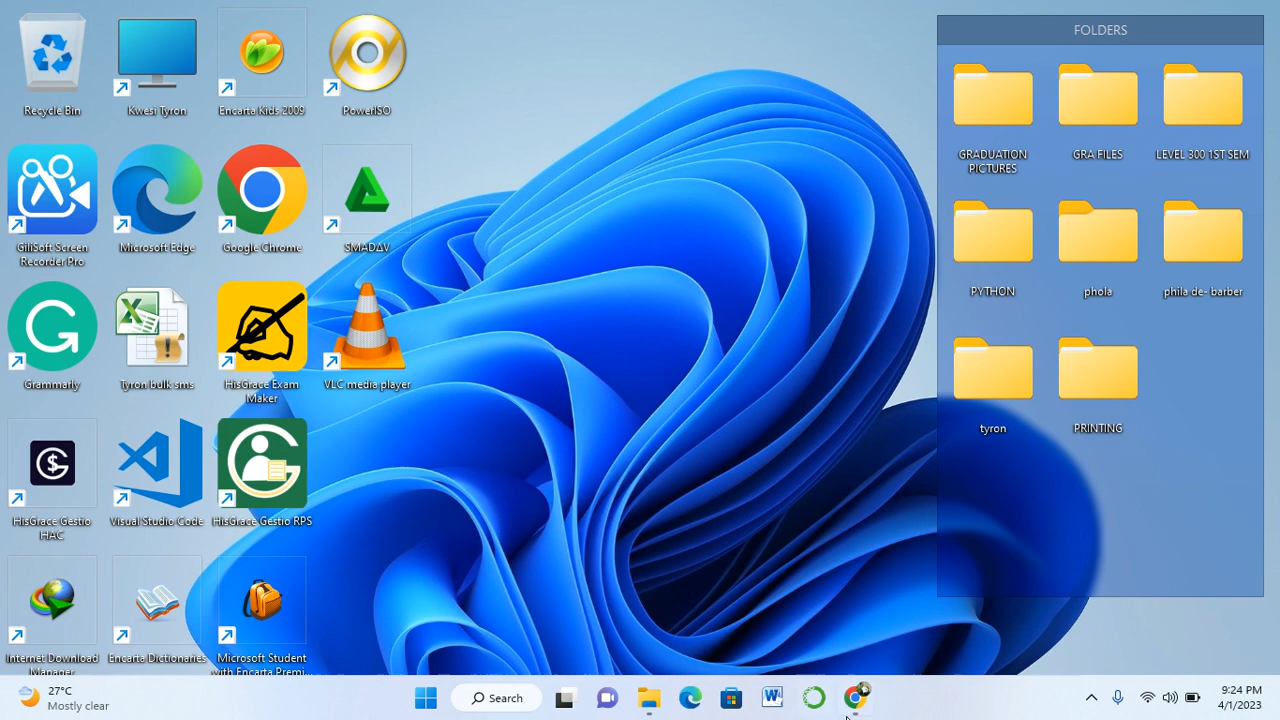 Recycle Bin
Kwesi Tyron
Encarta Kids 2009
PowerISO
GiliSoft Screen
Recorder Pro
Microsoft Edge
Google Chrome
SMADΔV
Grammarly
Tyron bulk sms
HisGrace Exam
Maker
VLC media player
HisGrace Gestio
HAC
Visual Studio Code
HisGrace Gestio RPS
Internet Download
Manager
Encarta Dictionaries
Microsoft Student
with Encarta Premi...
FOLDERS
GRADUATION
PICTURES
GRA FILES
LEVEL 300 1ST SEM
PYTHON
phola
phila de- barber
tyron
PRINTING
27°C
Mostly clear
Search
9:24 PM
4/1/2023